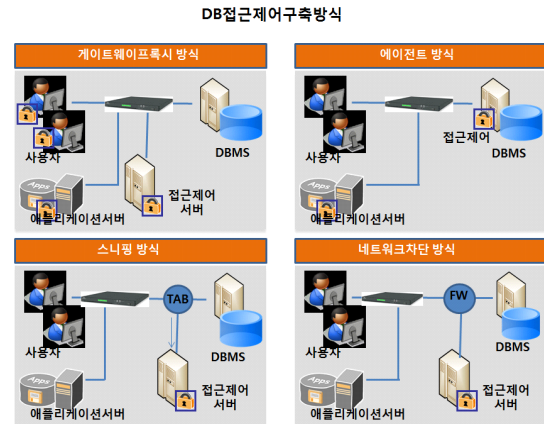 DB접근제어구축방식
게이트웨이프록시 방식
사용자
DBMS
Apps
애플리케이션서버
접근제어
서버
에이전트 방식
사용자
접근제어
DBMS
Apps
애플리케이션서버
스니핑 방식
TAB
사용자
DBMS
Apps
애플리케이션서버
접근제어
서버
네트워크차단 방식
FW
사용자
DBMS
Apps
애플리케이션서버
접근제어
서버